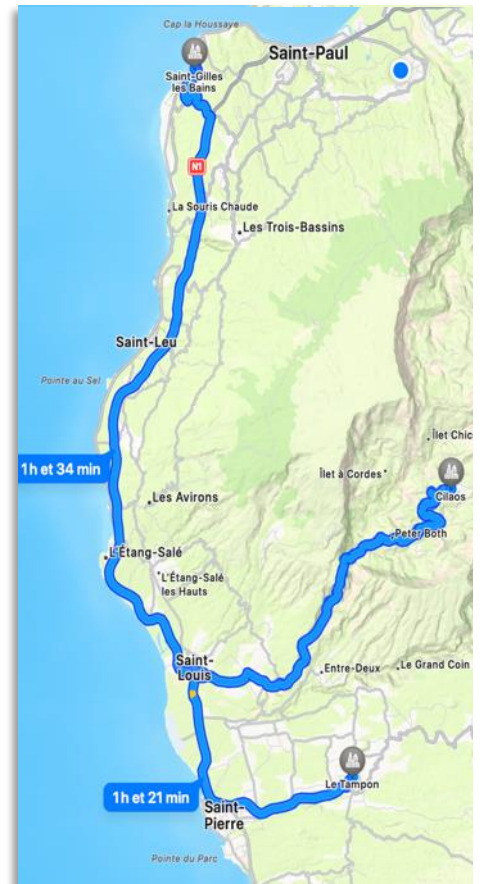 Cap la Houssaye
Saint-Paul
Saint-Gilles
les Bains
N1
La Souris Chaude
Les Trois-Bassins
Saint-Leu
Pointe au Sel
Îlet Chic
1h et 34 min
Îlet à Cordes
Cilaos
Les Avirons
Peter Both
L'Étang-Salé
L'Étang-Salé
les Hauts
Saint-
Louis
Entre-Deux
Le Grand Coin
Le Tampon
1h et 21 min
Saint-
Pierre
Pointe du Parc